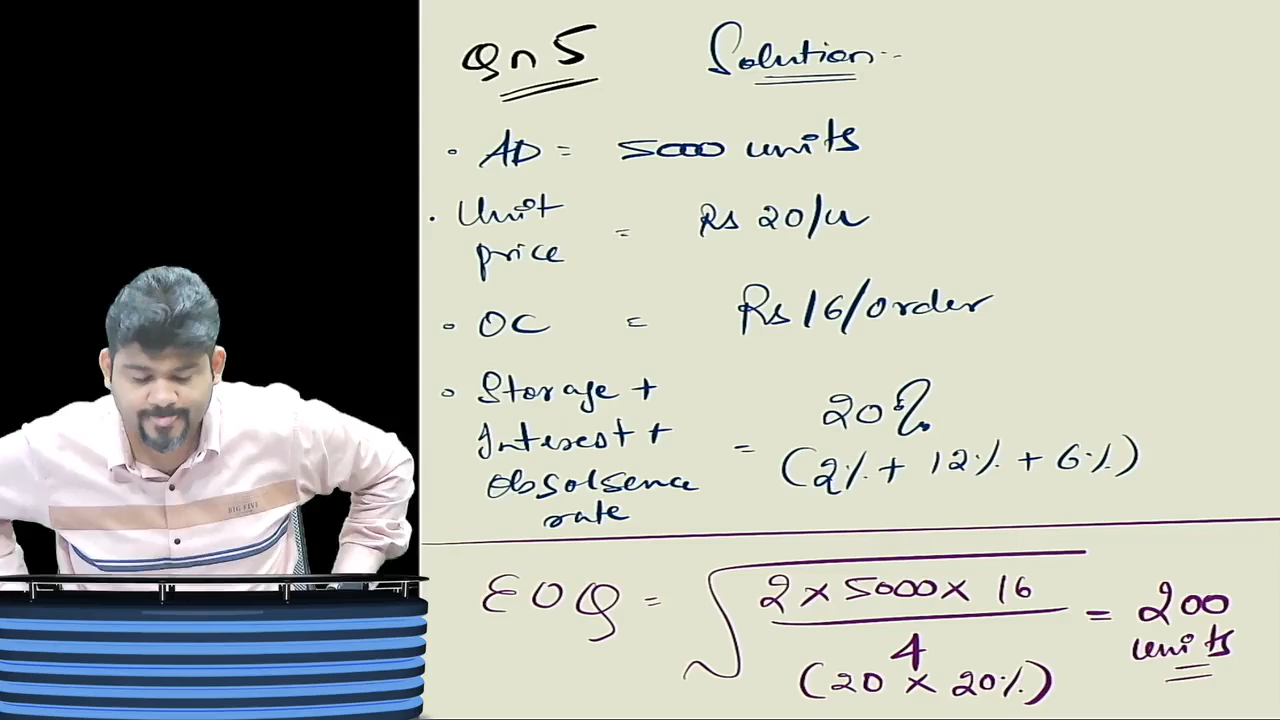 Qn 5 Solution:-
• AD = 5000 units
• Unit price = Rs 20/u
• OC = Rs 16/order
• Storage +
Interest +
obsolsence
rate
= 20%
(2% + 12% + 6%)
EOQ = √ 2 × 5000 × 16 / 4 = 200 units
(20 × 20%)
BIG FIVE